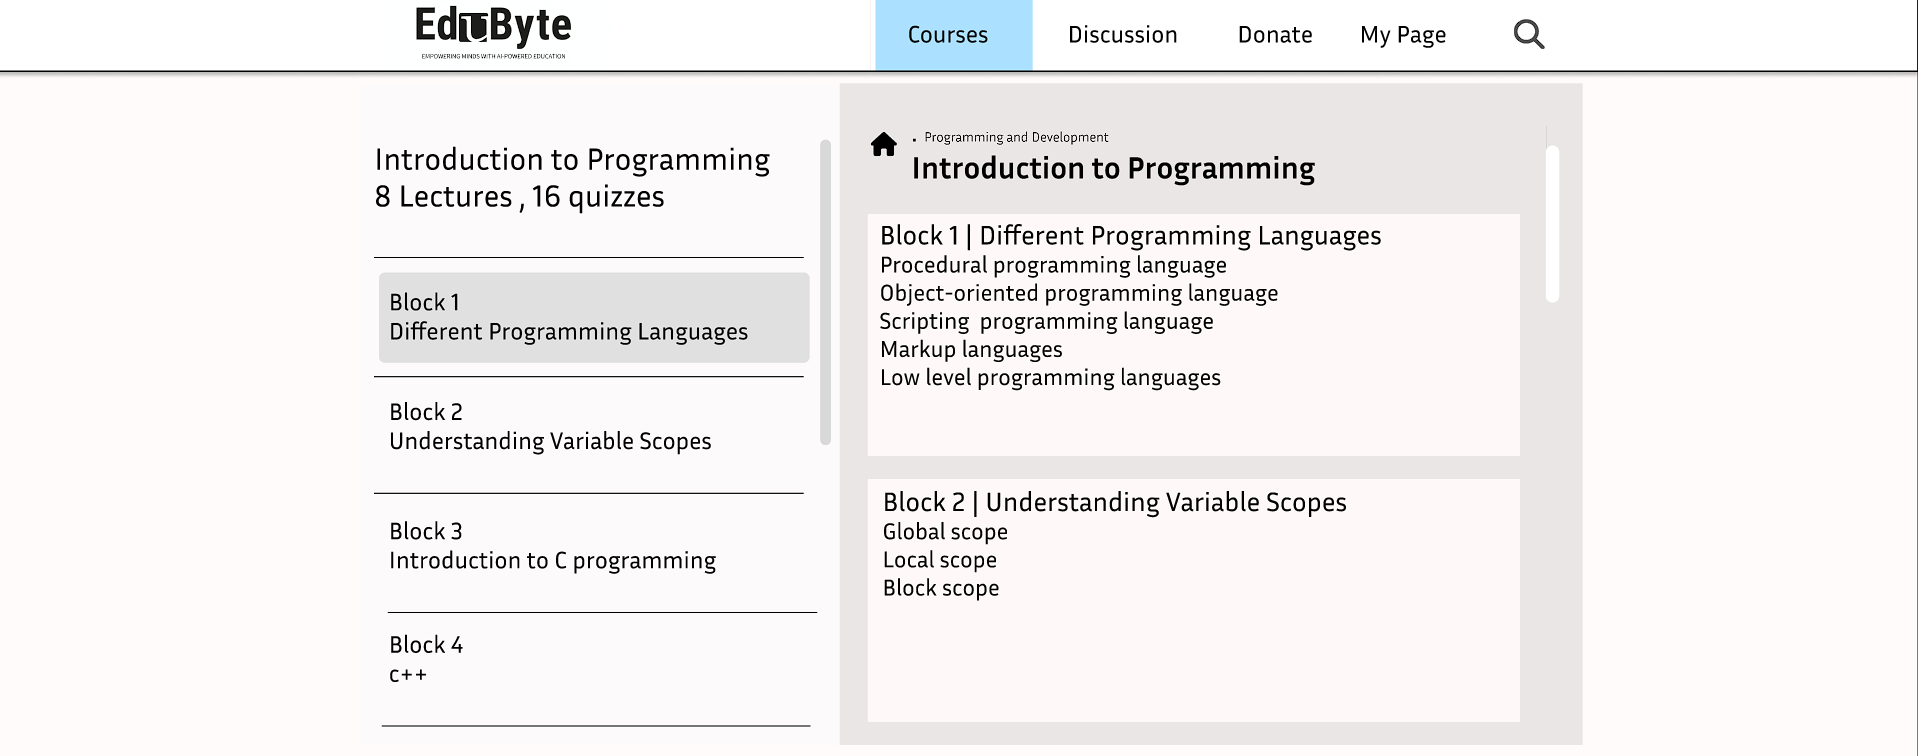 EduByte
EMPOWERING MINDS WITH AI-POWERED EDUCATION
Courses
Discussion
Donate
My Page
Introduction to Programming
8 Lectures , 16 quizzes
Block 1
Different Programming Languages
Block 2
Understanding Variable Scopes
Block 3
Introduction to C programming
Block 4
c++
. Programming and Development
Introduction to Programming
Block 1 | Different Programming Languages
Procedural programming language
Object-oriented programming language
Scripting  programming language
Markup languages
Low level programming languages
Block 2 | Understanding Variable Scopes
Global scope
Local scope
Block scope